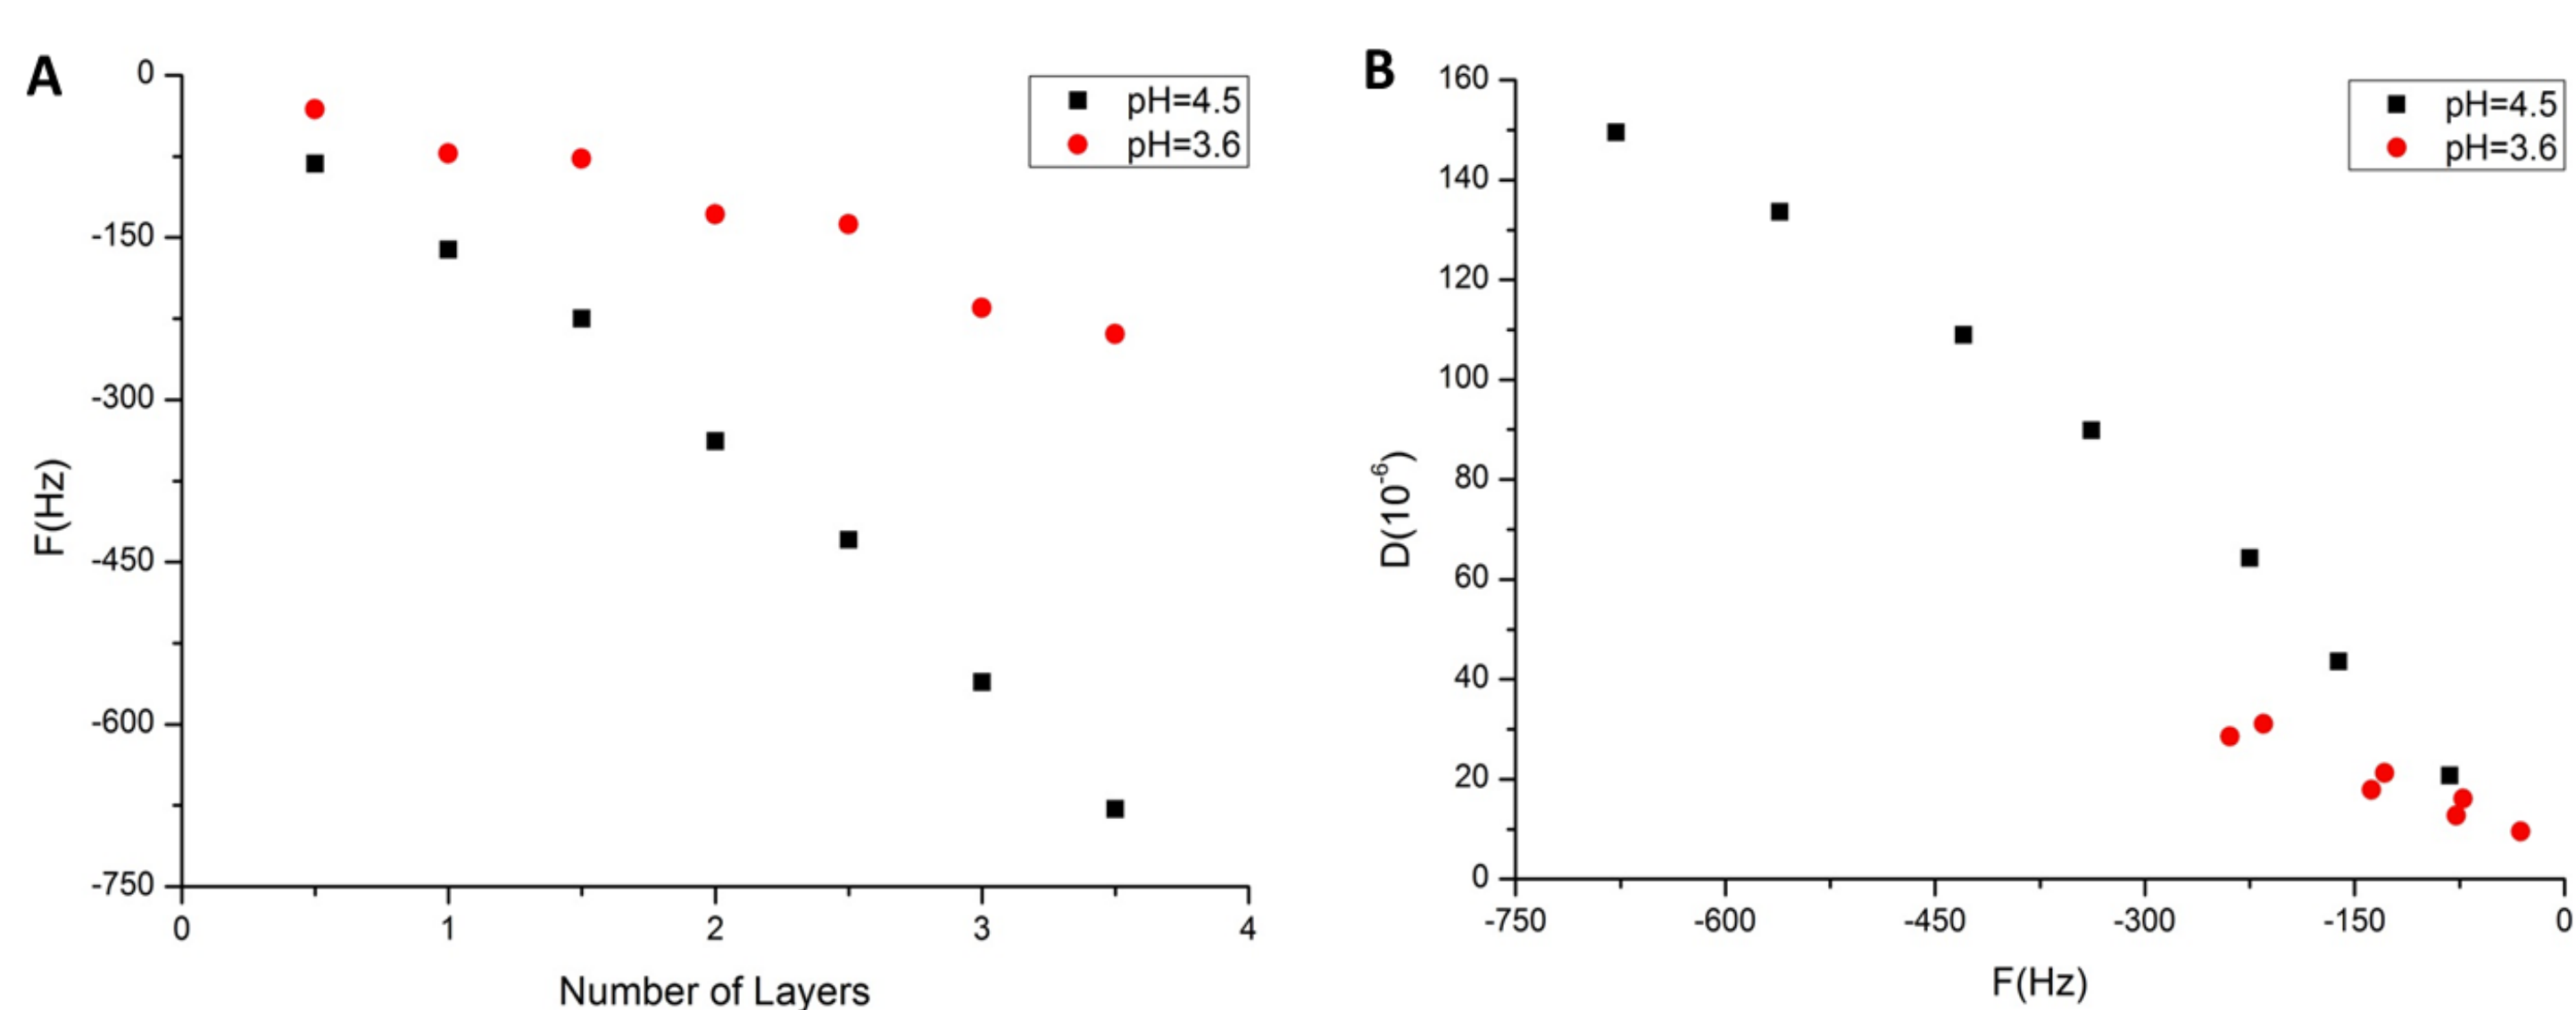 A
0
-150
-300
-450
-600
-750
F(Hz)
0 1 2 3 4
Number of Layers
pH=4.5
pH=3.6
B
160
140
120
100
80
60
40
20
0
D(10⁻⁶)
-750 -600 -450 -300 -150 0
F(Hz)
pH=4.5
pH=3.6